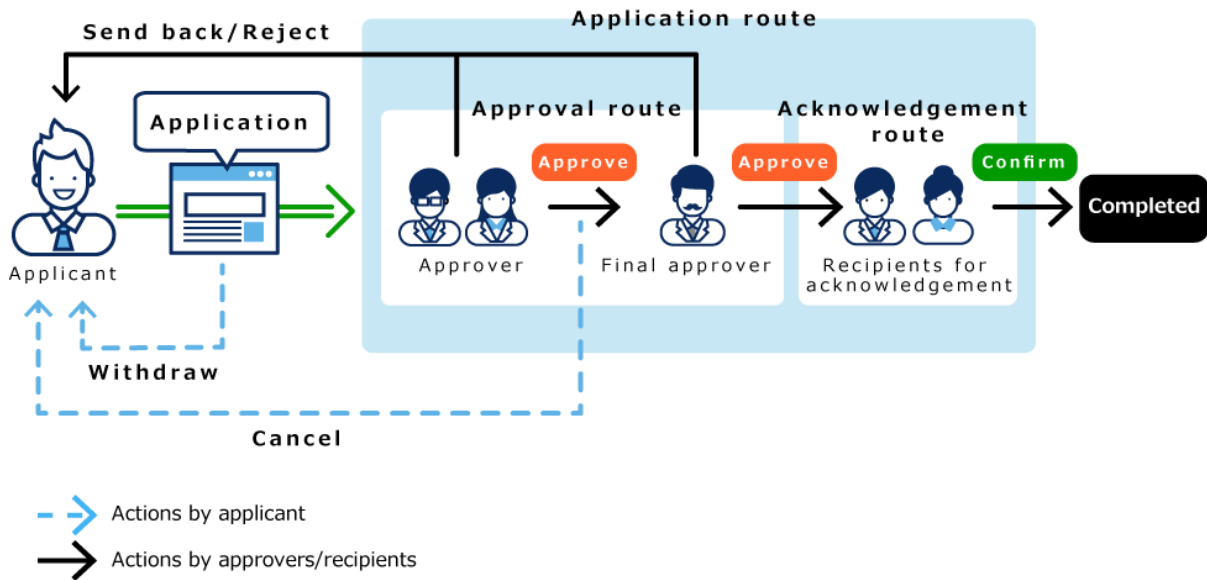 Application route
Send back/Reject
Application
Approval route
Acknowledgement
route
Approve
Approve
Confirm
Completed
Applicant
Approver
Final approver
Recipients for
acknowledgement
Withdraw
Cancel
Actions by applicant
Actions by approvers/recipients